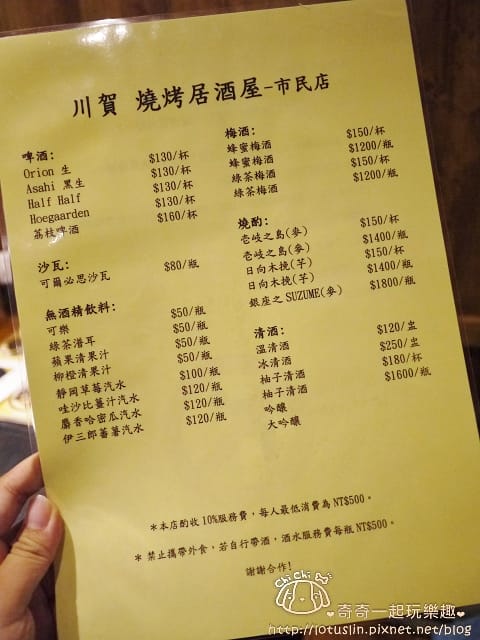 川賀 燒烤居酒屋-市民店
啤酒:
Orion 生 $130/杯
Asahi 黑生 $130/杯
Half Half $130/杯
Hoegaarden $130/杯
荔枝啤酒 $160/杯
沙瓦:
可爾必思沙瓦 $80/瓶
無酒精飲料:
可樂 $50/瓶
綠茶潽耳 $50/瓶
蘋果清果汁 $50/瓶
柳橙清果汁 $50/瓶
靜岡草莓汽水 $100/瓶
哇沙比薑汁汽水 $120/瓶
麝香哈密瓜汽水 $120/瓶
伊三郎蕃薯汽水 $120/瓶
梅酒:
蜂蜜梅酒 $150/杯
蜂蜜梅酒 $1200/瓶
綠茶梅酒 $150/杯
綠茶梅酒 $1200/瓶
燒酌:
壱岐之島(麥) $150/杯
壱岐之島(麥) $1400/瓶
日向木挽(芋) $150/杯
日向木挽(芋) $1400/瓶
銀座之 SUZUME(麥) $1800/瓶
清酒:
溫清酒 $120/盅
冰清酒 $250/盅
柚子清酒 $180/杯
柚子清酒 $1600/瓶
吟釀
大吟釀
＊本店酌收 10%服務費，每人最低消費為 NT$500。
＊ 禁止攜帶外食，若自行帶酒，酒水服務費每瓶 NT$500。
謝謝合作！
Chi Chi
奇奇一起玩樂趣
http://lotuslin.pixnet.net/blog